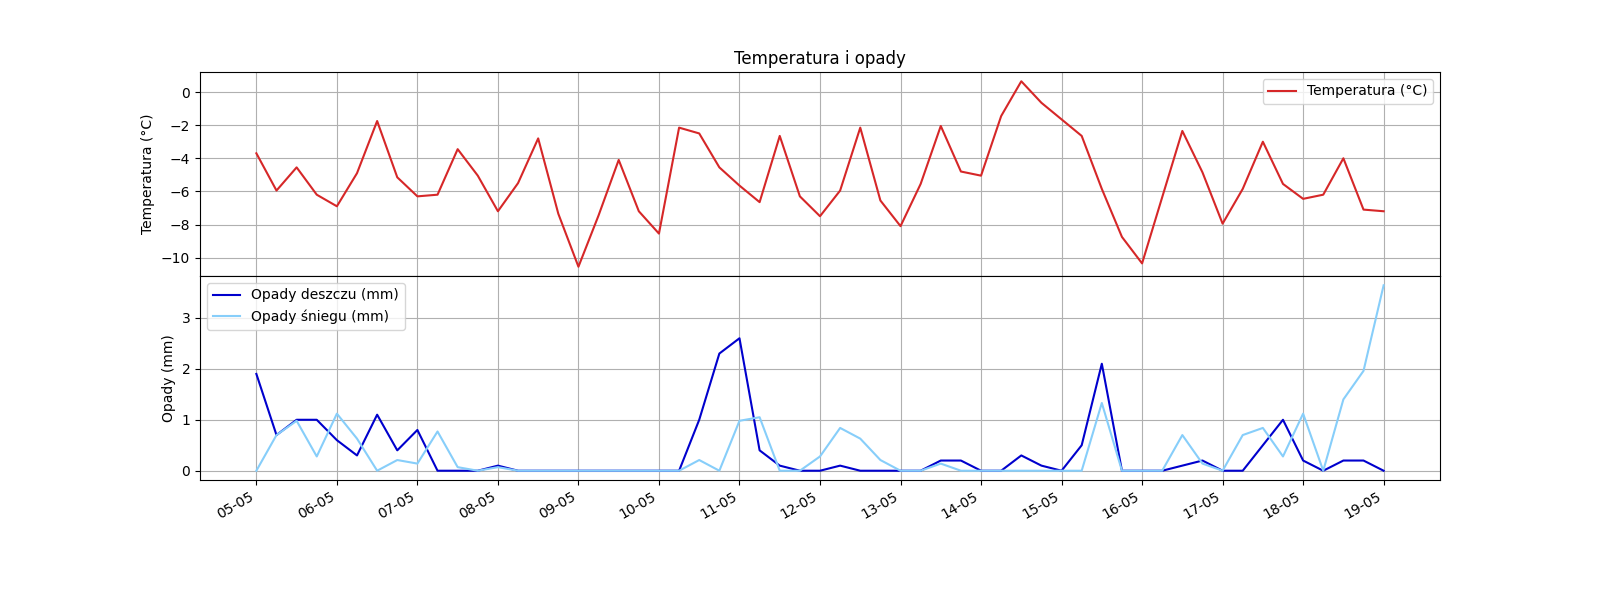 Temperatura i opady
Temperatura (°C)
Temperatura (°C)
0
−2
−4
−6
−8
−10
Opady deszczu (mm)
Opady śniegu (mm)
Opady (mm)
3
2
1
0
05-05 06-05 07-05 08-05 09-05 10-05 11-05 12-05 13-05 14-05 15-05 16-05 17-05 18-05 19-05